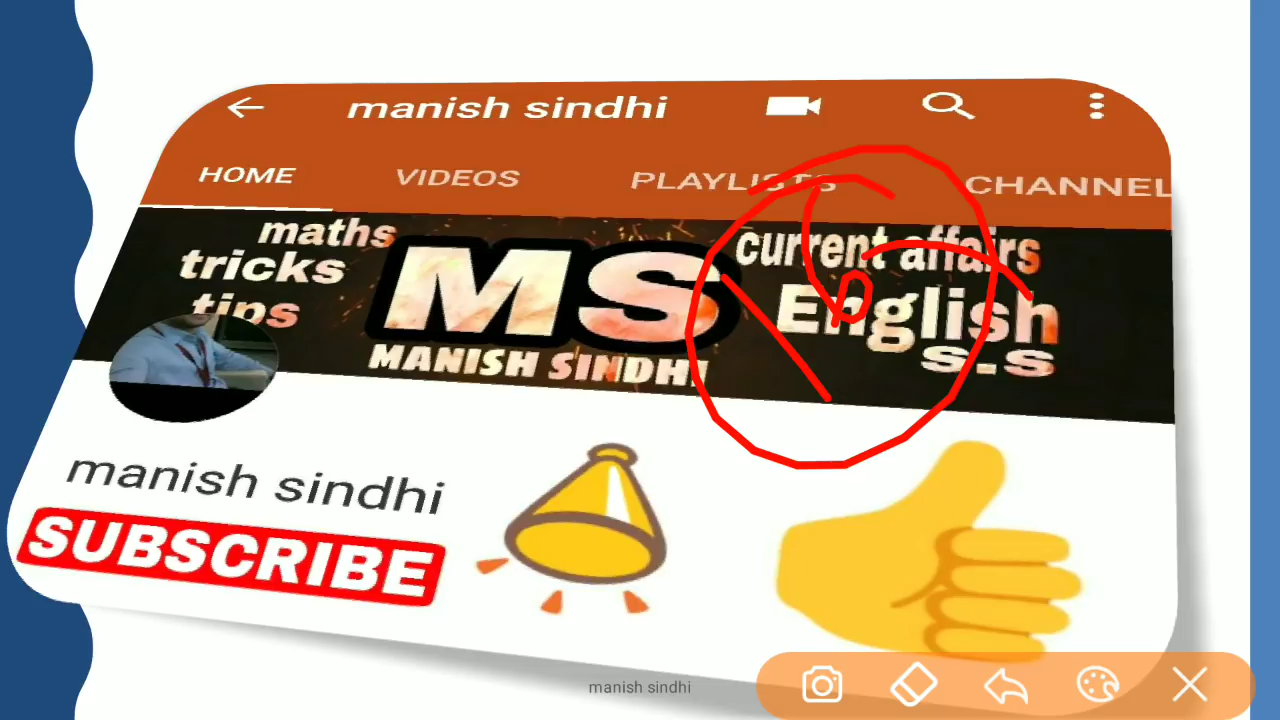 manish sindhi
HOME VIDEOS PLAYLISTS CHANNEL
maths
tricks
tips
MS
MANISH SINDHI
current affairs
English
s.s
manish sindhi
SUBSCRIBE
manish sindhi